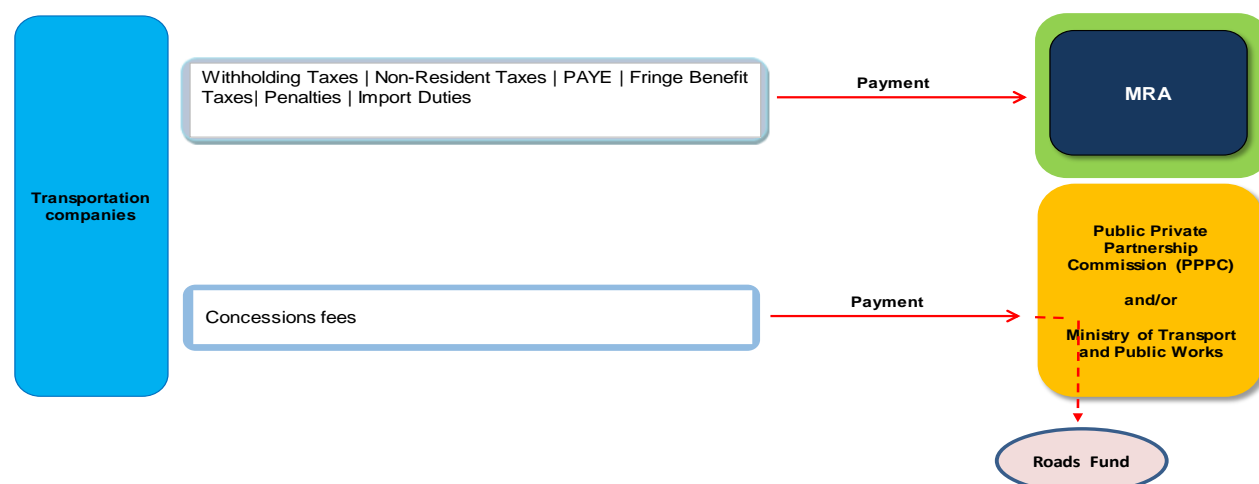 Transportation
companies
Withholding Taxes | Non-Resident Taxes | PAYE | Fringe Benefit
Taxes| Penalties | Import Duties
Payment
MRA
Concessions fees
Payment
Public Private
Partnership
Commission (PPPC)
and/or
Ministry of Transport
and Public Works
Roads Fund